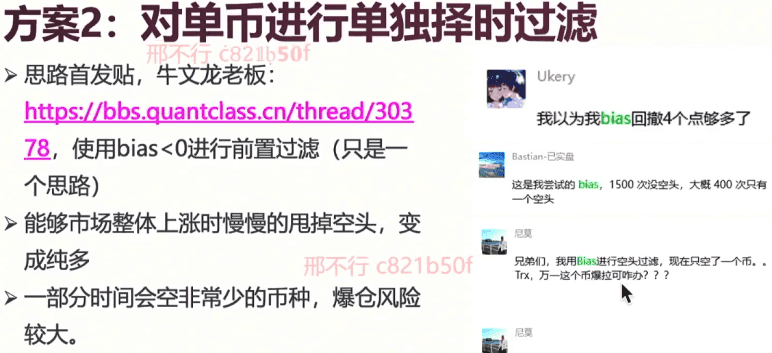 方案2：对单币进行单独择时过滤
邢不行 c821b50f
➢ 思路首发贴，牛文龙老板：
https://bbs.quantclass.cn/thread/303
78，使用bias<0进行前置过滤（只是一
个思路）
➢ 能够市场整体上涨时慢慢的甩掉空头，变
成纯多
邢不行 c821b50f
➢ 一部分时间会空非常少的币种，爆仓风险
较大。
Ukery
我以为我bias回撤4个点够多了
Bastian-已实盘
这是我尝试的 bias，1500 次没空头，大概 400 次只有
一个空头
尼莫
兄弟们，我用Bias进行空头过滤，现在只空了一个币。。
Trx，万一这个币爆拉可咋办？？？
尼莫